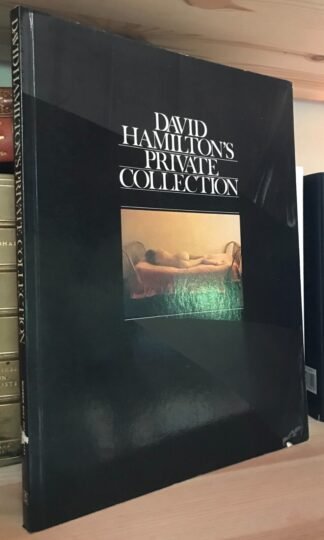 DAVID
HAMILTON'S
PRIVATE
COLLECTION
DAVID HAMILTON'S PRIVATE COLLECTION